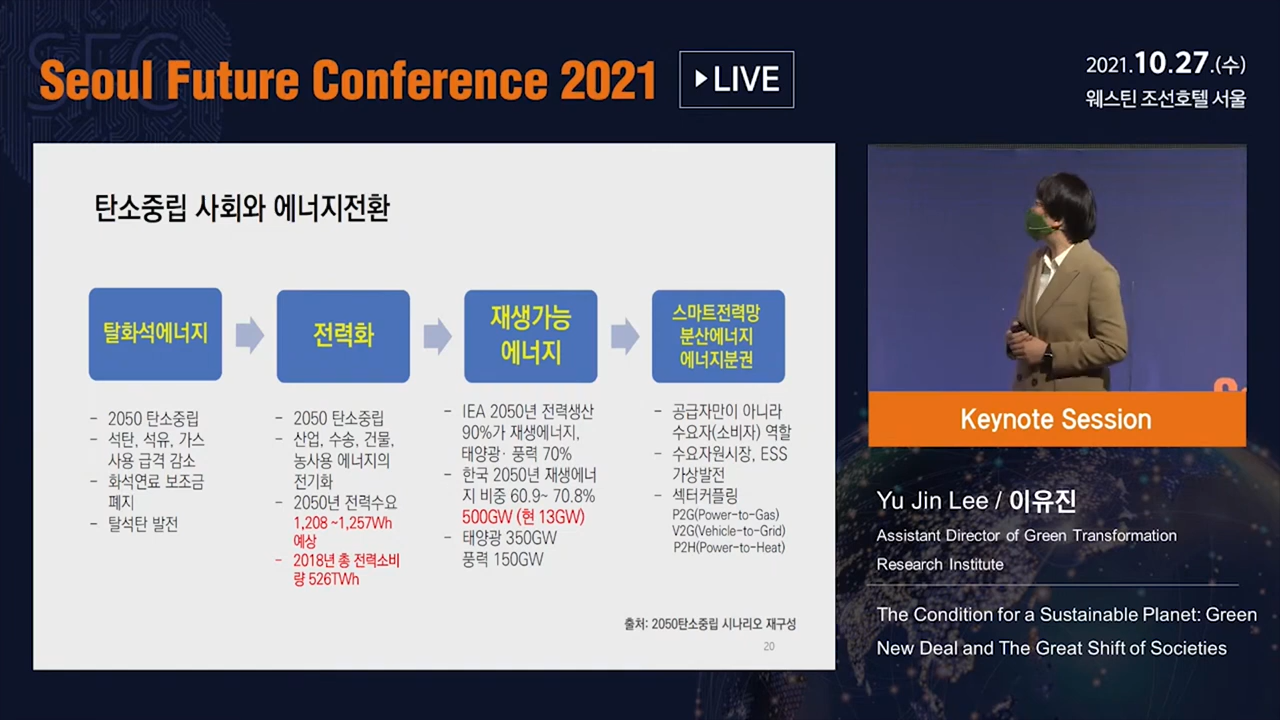 SFC
Seoul Future Conference 2021
LIVE
2021.10.27.(수)
웨스틴 조선호텔 서울
탄소중립 사회와 에너지전환
탈화석에너지
- 2050 탄소중립
- 석탄, 석유, 가스
사용 급격 감소
- 화석연료 보조금
폐지
- 탈석탄 발전
전력화
- 2050 탄소중립
- 산업, 수송, 건물,
농사용 에너지의
전기화
- 2050년 전력수요
1,208 ~1,257Wh
예상
- 2018년 총 전력소비
량 526TWh
재생가능
에너지
- IEA 2050년 전력생산
90%가 재생에너지,
태양광· 풍력 70%
- 한국 2050년 재생에너
지 비중 60.9~ 70.8%
500GW (현 13GW)
- 태양광 350GW
풍력 150GW
스마트전력망
분산에너지
에너지분권
- 공급자만이 아니라
수요자(소비자) 역할
- 수요자원시장, ESS
가상발전
- 섹터커플링
P2G(Power-to-Gas)
V2G(Vehicle-to-Grid)
P2H(Power-to-Heat)
출처: 2050탄소중립 시나리오 재구성
20
Keynote Session
Yu Jin Lee / 이유진
Assistant Director of Green Transformation
Research Institute
The Condition for a Sustainable Planet: Green
New Deal and The Great Shift of Societies